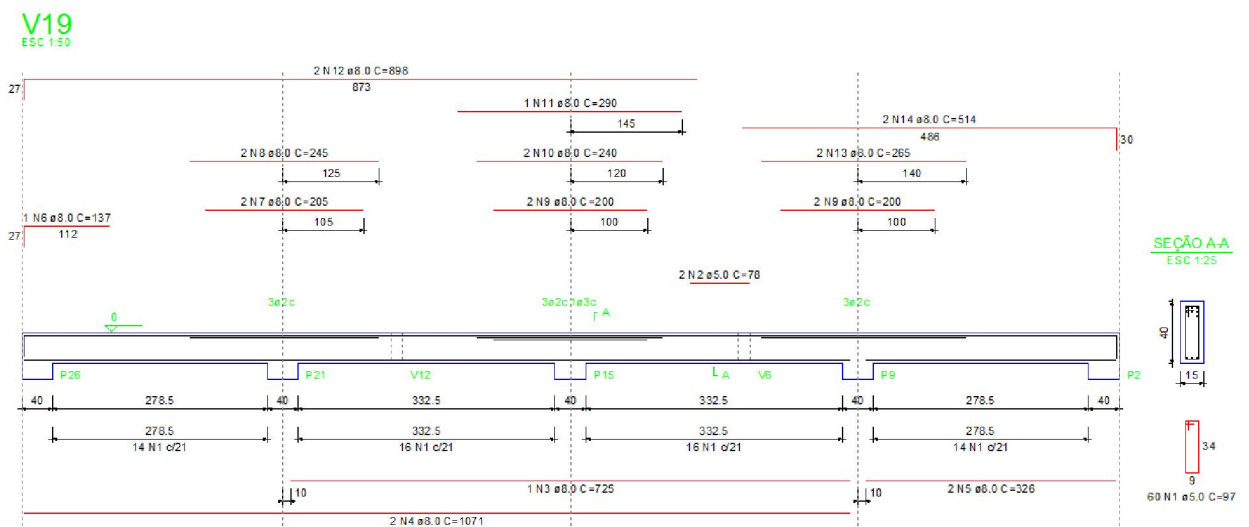 V19
ESC 1:50
2 N12 ø8.0 C=898
27
873
1 N11 ø8.0 C=290
145
2 N14 ø8.0 C=514
486
30
2 N8 ø8.0 C=245
125
2 N10 ø8.0 C=240
120
2 N13 ø8.0 C=265
140
2 N7 ø8.0 C=205
105
2 N9 ø8.0 C=200
100
2 N9 ø8.0 C=200
100
1 N6 ø8.0 C=137
27
112
SEÇÃO A-A
ESC 1:25
2 N2 ø5.0 C=78
3ø2c
3ø2c,1ø3c
3ø2c
0
A
40
P26
P21
V12
P15
A
V6
P9
P2
15
40
278.5
40
332.5
40
332.5
40
278.5
40
278.5
14 N1 c/21
332.5
16 N1 c/21
332.5
16 N1 c/21
278.5
14 N1 c/21
34
9
60 N1 ø5.0 C=97
10
1 N3 ø8.0 C=725
10
2 N5 ø8.0 C=326
2 N4 ø8.0 C=1071